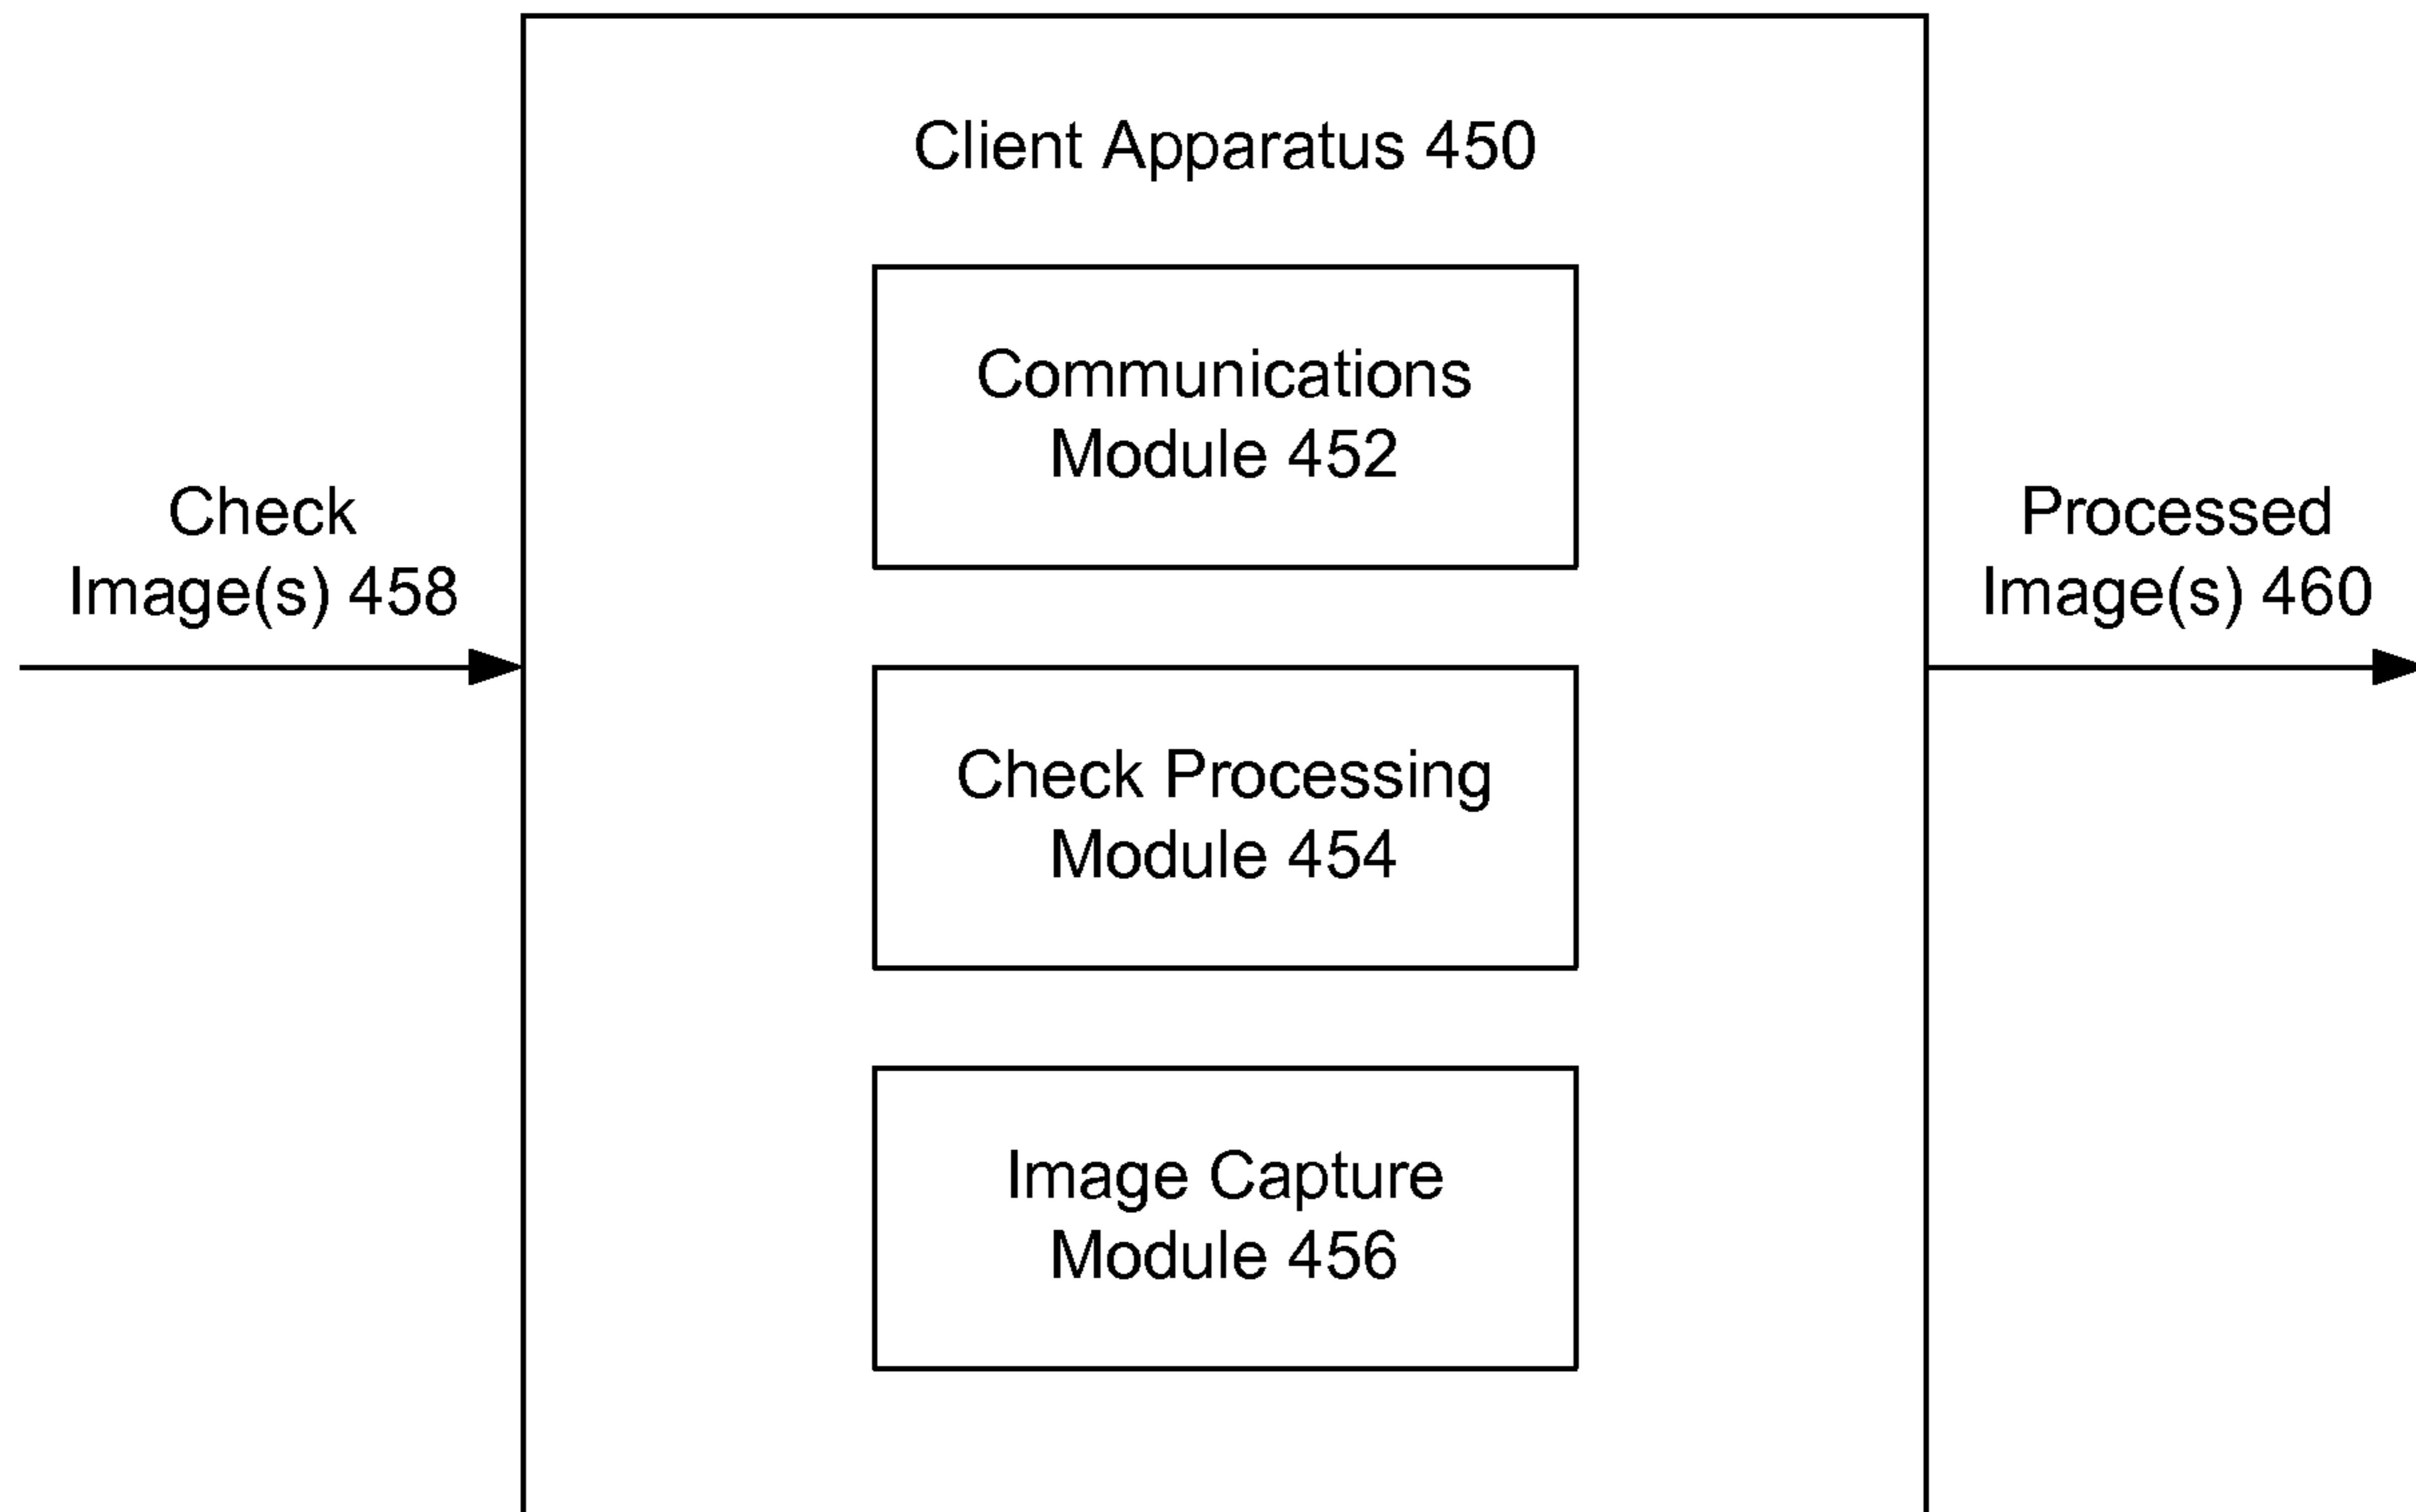 Client Apparatus 450
Communications
Module 452
Check
Image(s) 458
Processed
Image(s) 460
Check Processing
Module 454
Image Capture
Module 456